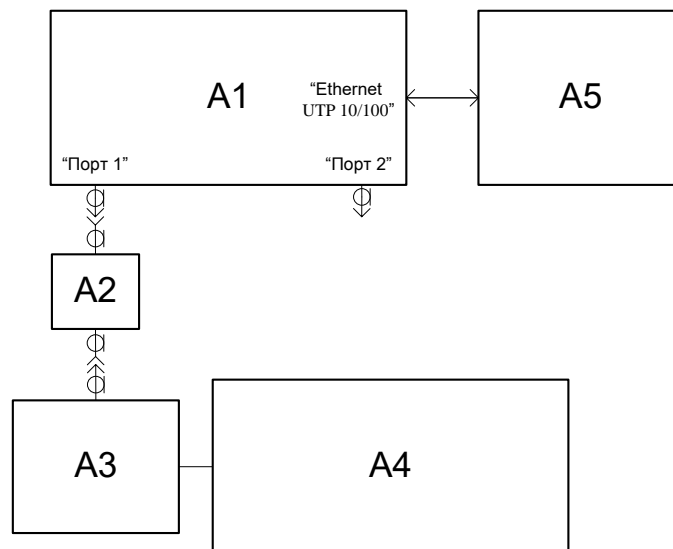 A1
“Ethernet
UTP 10/100”
A5
“Порт 1”
“Порт 2”
A2
A3
A4